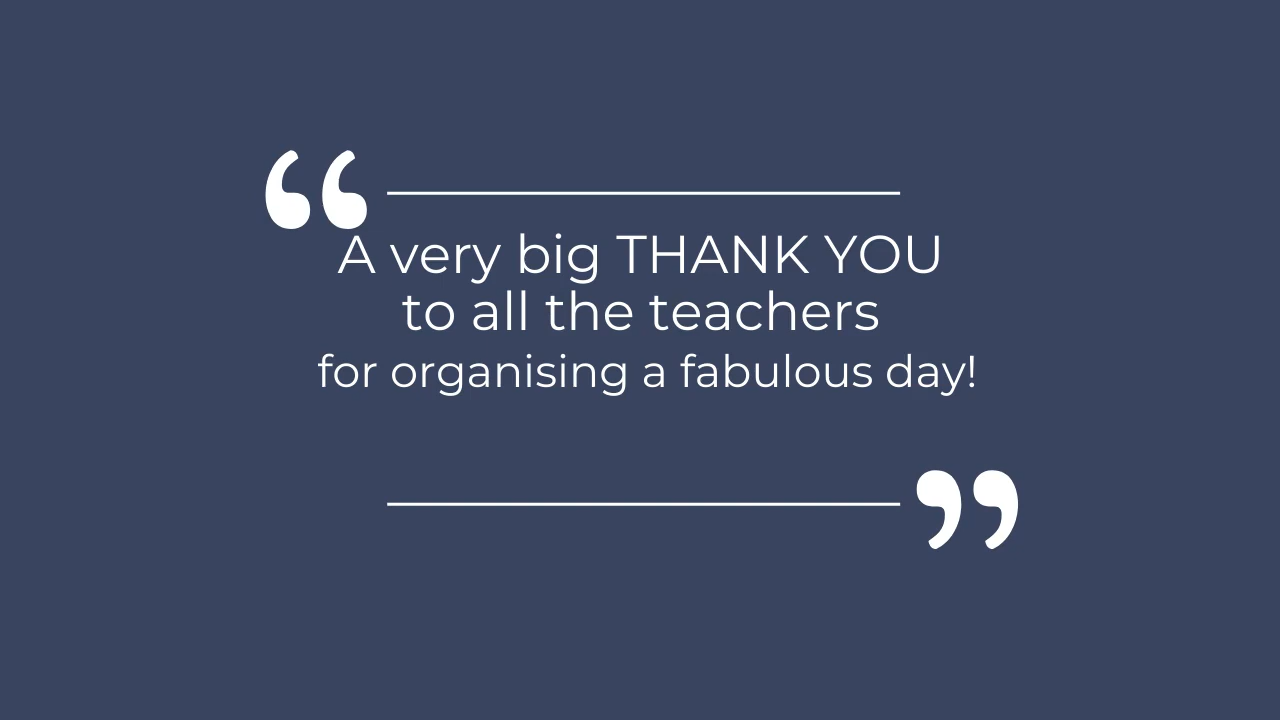 “
A very big THANK YOU
to all the teachers
for organising a fabulous day!
”